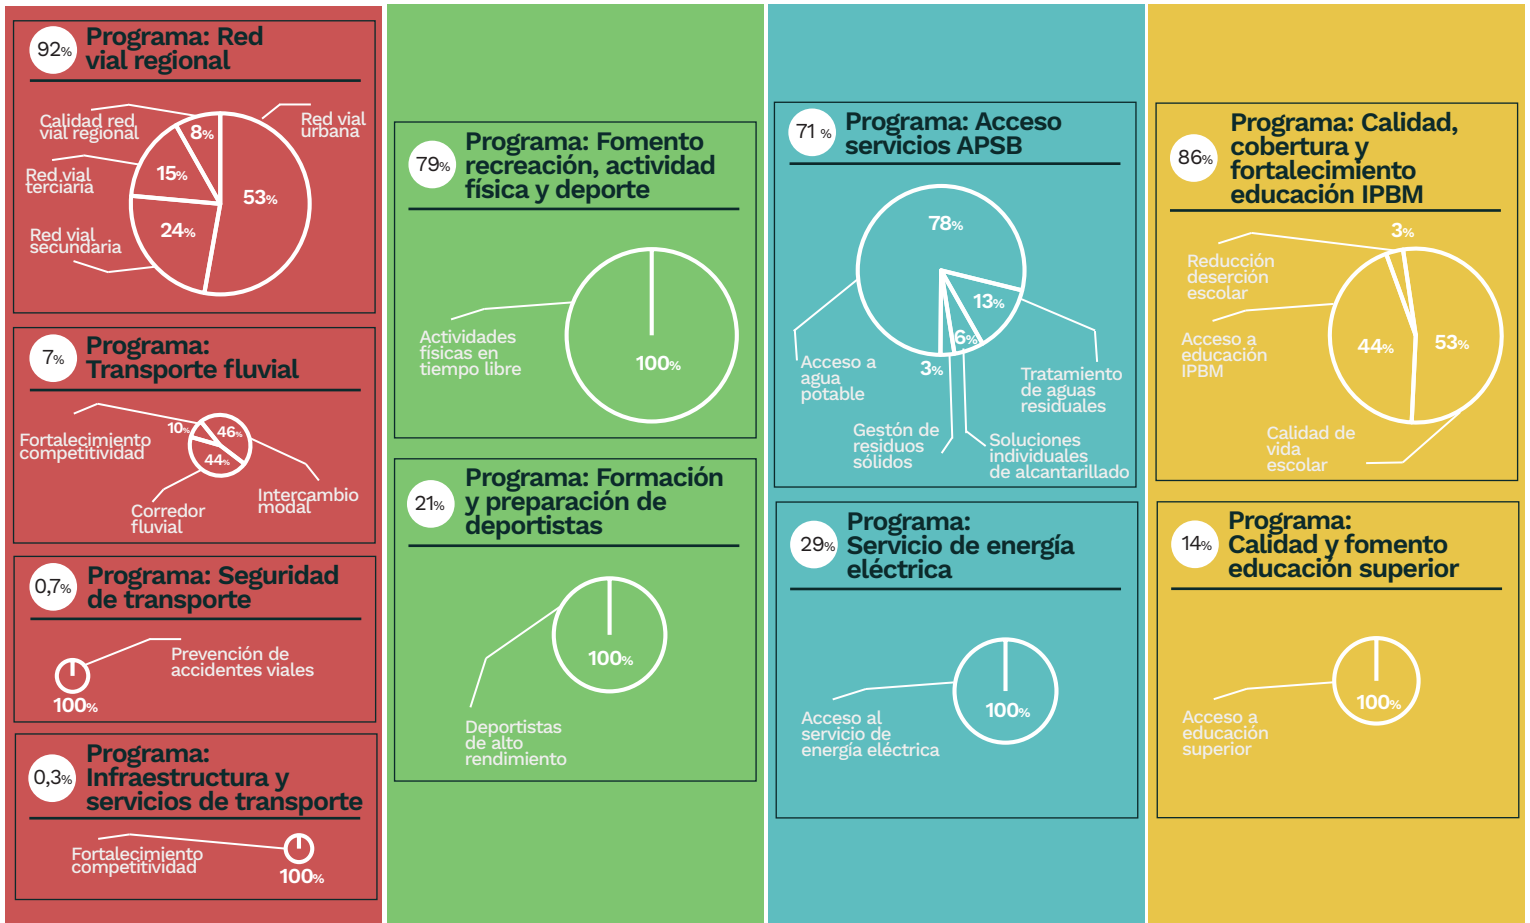 92%
Programa: Red
vial regional
Calidad red
vial regional
Red vial
urbana
8%
15%
53%
24%
Red vial
terciaria
Red vial
secundaria
7%
Programa:
Transporte fluvial
10%
46%
44%
Fortalecimiento
competitividad
Intercambio
modal
Corredor
fluvial
0,7%
Programa: Seguridad
de transporte
Prevención de
accidentes viales
100%
0,3%
Programa:
Infraestructura y
servicios de transporte
Fortalecimiento
competitividad
100%
79%
Programa: Fomento
recreación, actividad
física y deporte
Actividades
físicas en
tiempo libre
100%
21%
Programa: Formación
y preparación de
deportistas
100%
Deportistas
de alto
rendimiento
71 %
Programa: Acceso
servicios APSB
78%
13%
6%
3%
Acceso a
agua
potable
Tratamiento
de aguas
residuales
Gestón de
residuos
sólidos
Soluciones
individuales
de alcantarillado
29%
Programa:
Servicio de energía
eléctrica
100%
Acceso al
servicio de
energía eléctrica
86%
Programa: Calidad,
cobertura y
fortalecimiento
educación IPBM
3%
Reducción
deserción
escolar
Acceso a
educación
IPBM
44%
53%
Calidad de
vida
escolar
14%
Programa:
Calidad y fomento
educación superior
100%
Acceso a
educación
superior